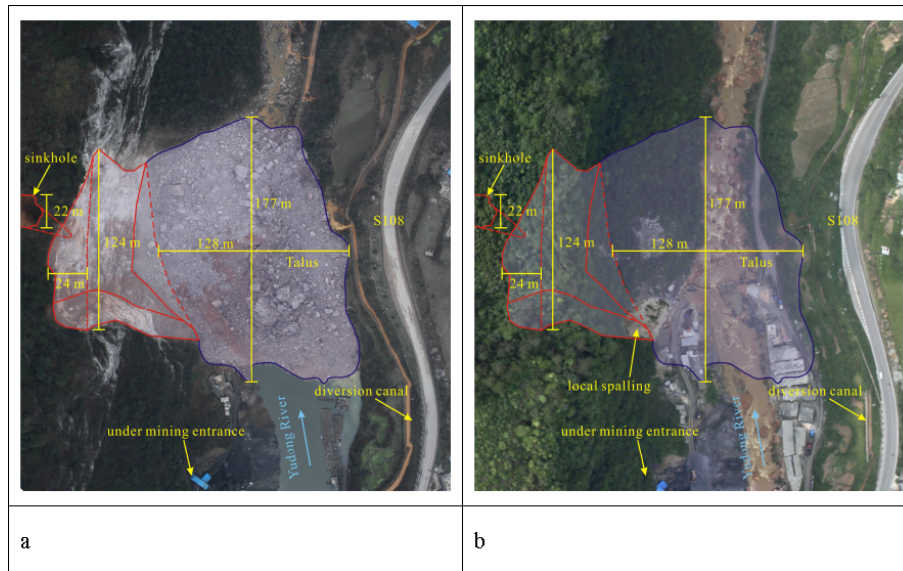 sinkhole
22 m
124 m
24 m
128 m
177 m
Talus
S108
diversion canal
under mining entrance
Yudong River
sinkhole
22 m
124 m
24 m
128 m
177 m
Talus
S108
local spalling
diversion canal
under mining entrance
Yudong River
a
b